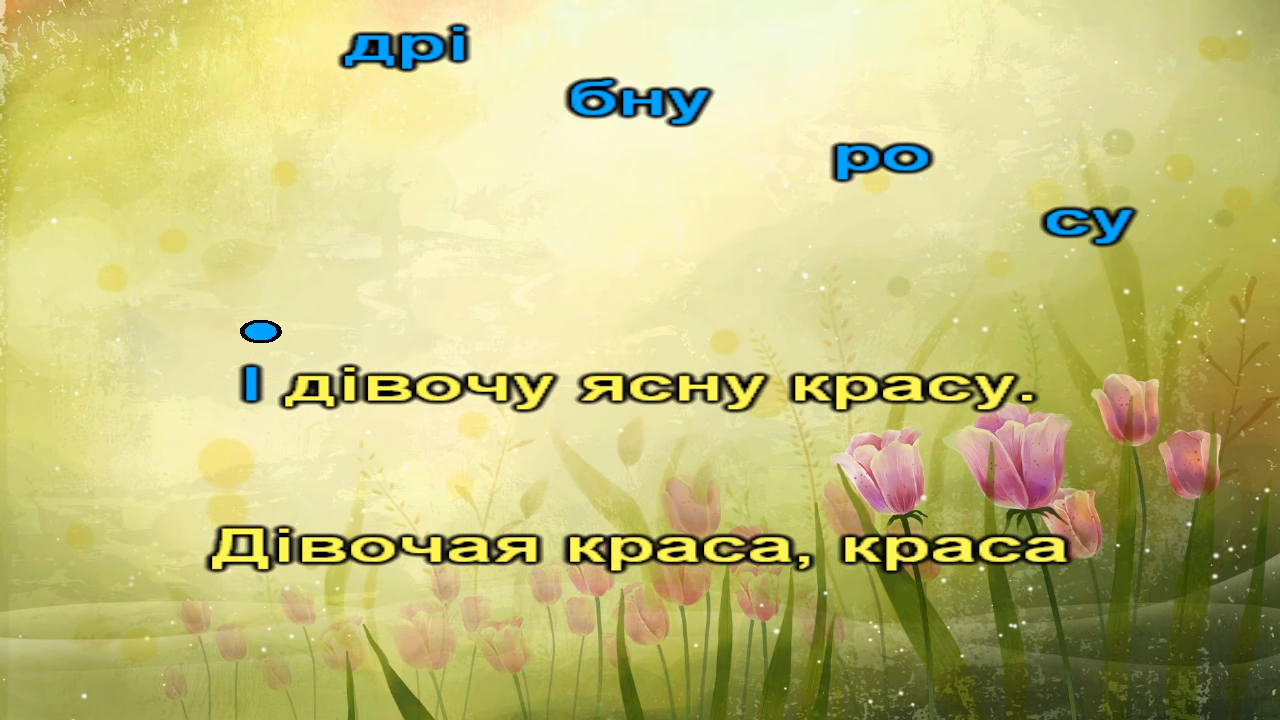 дрі
бну
ро
су
І дівочу ясну красу.
Дівочая краса, краса